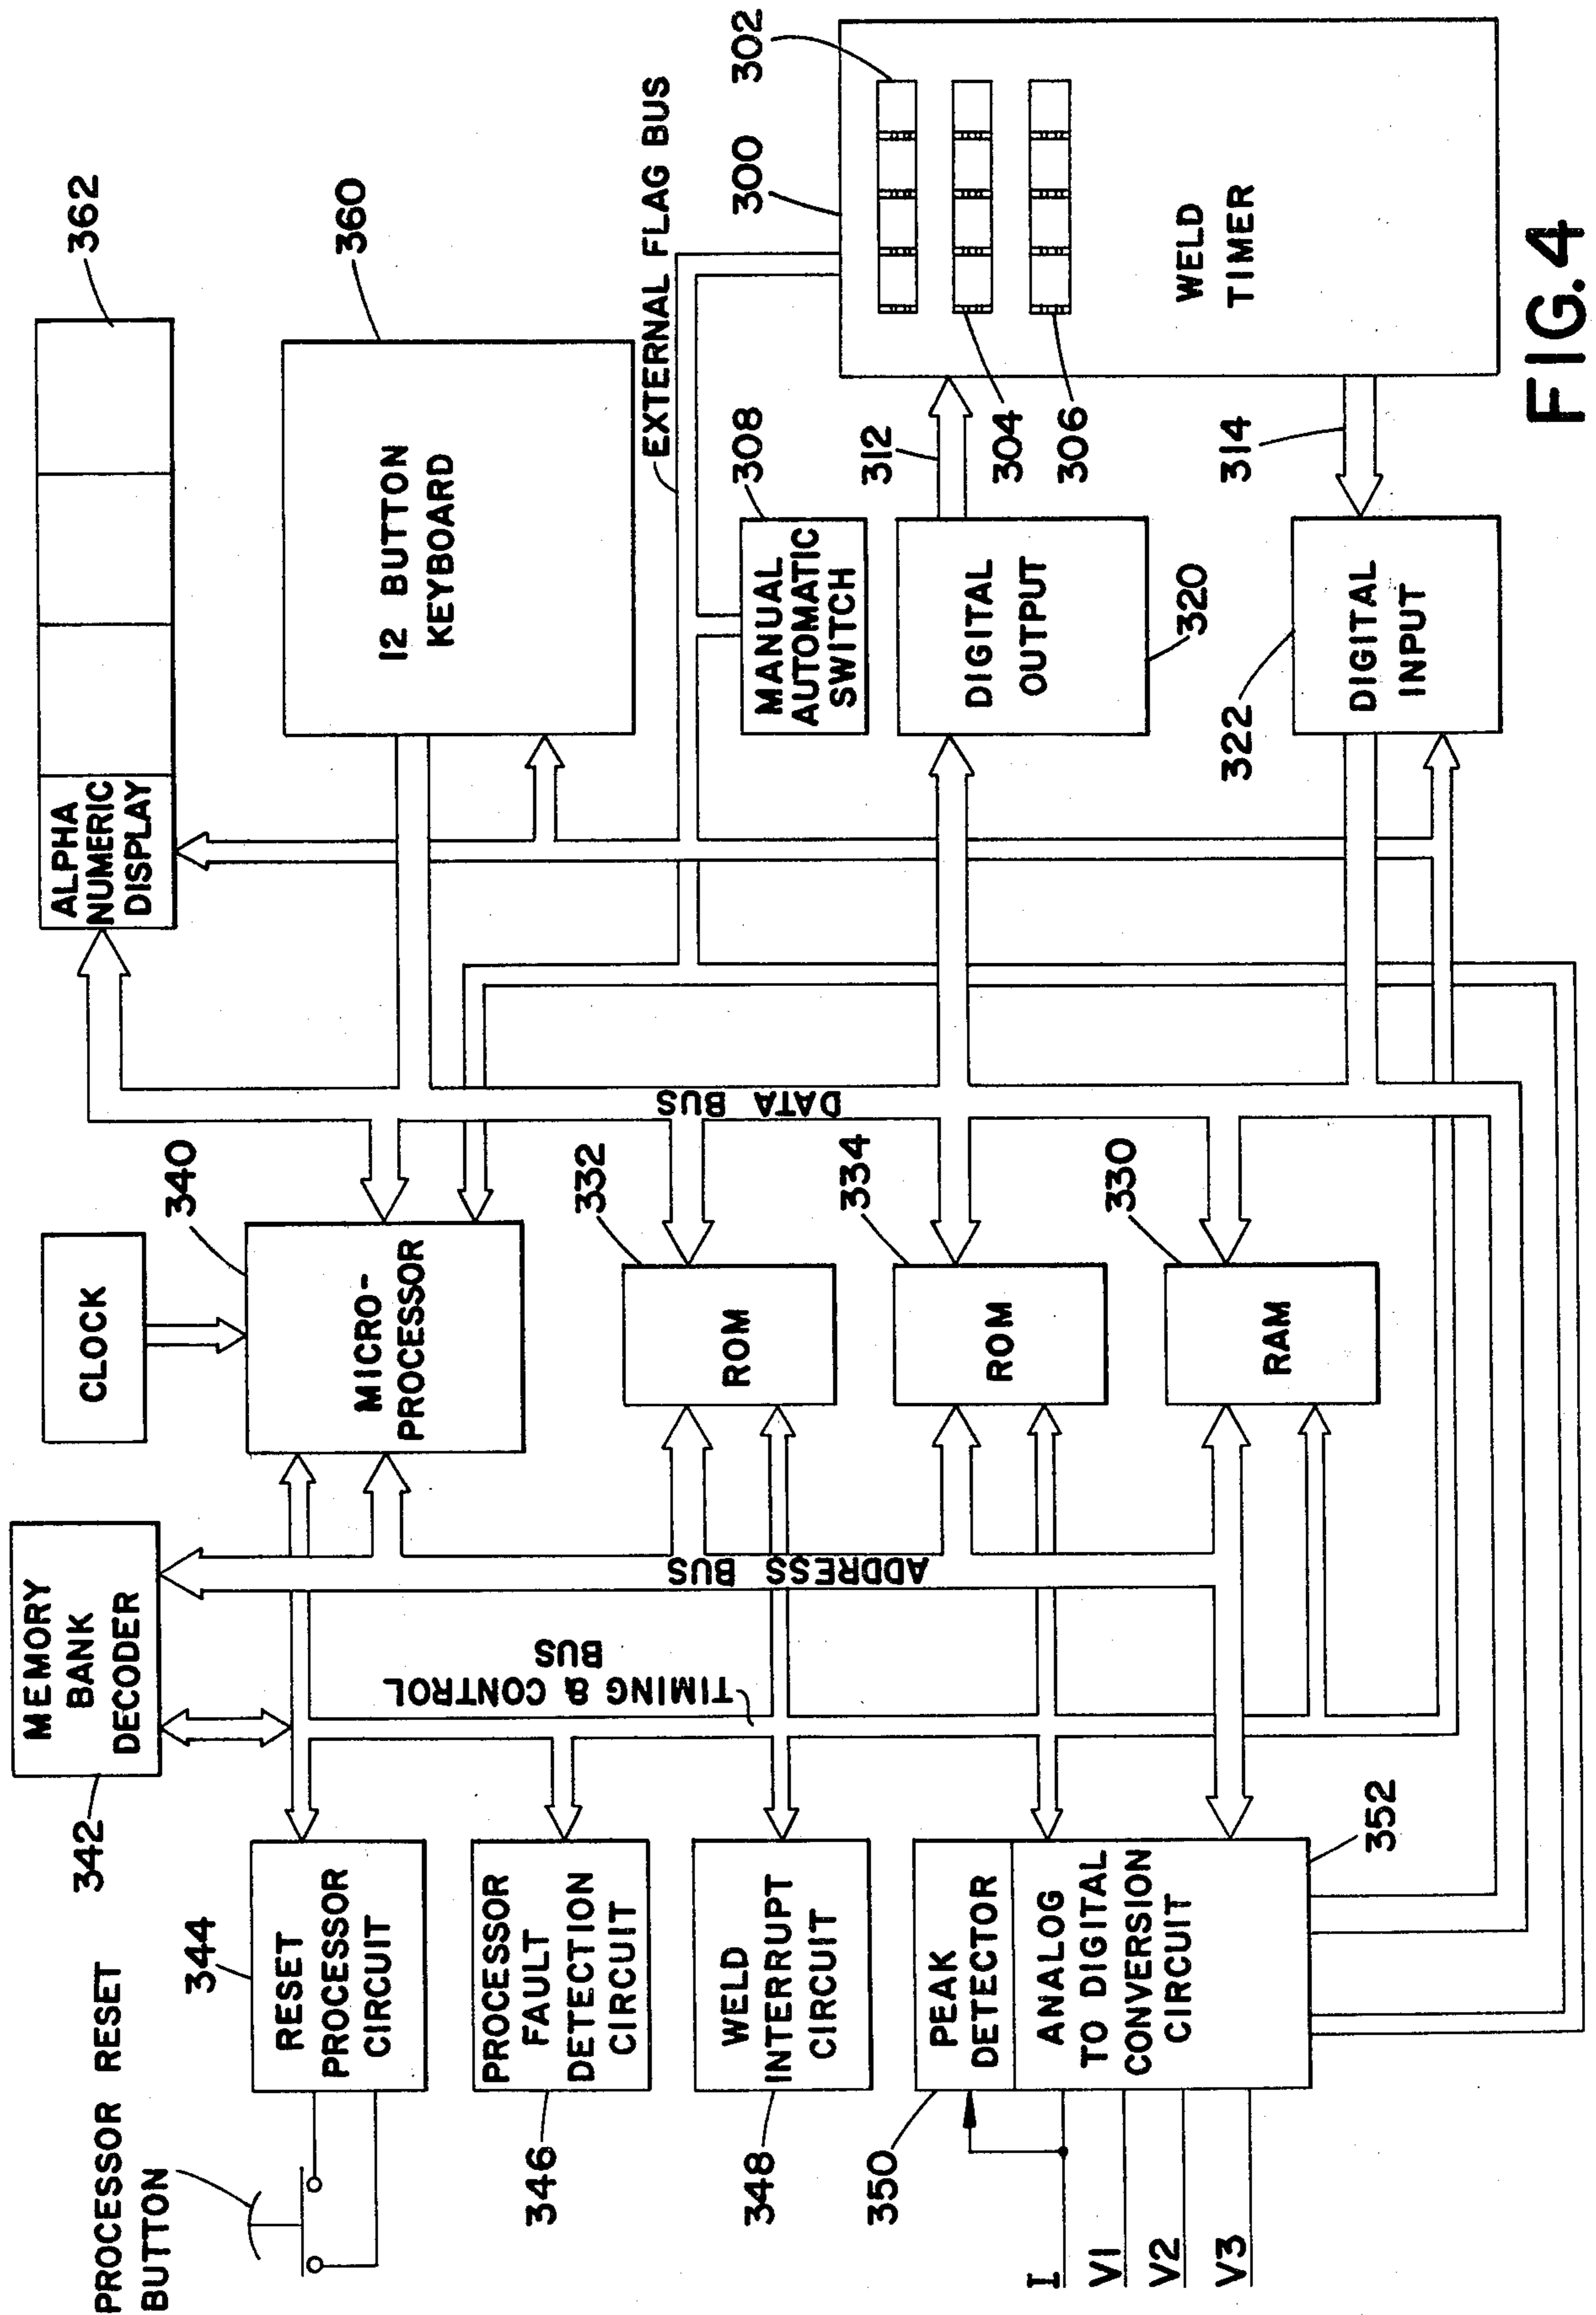 PROCESSOR RESET
BUTTON
344
RESET
PROCESSOR
CIRCUIT
346
PROCESSOR
FAULT
DETECTION
CIRCUIT
348
WELD
INTERRUPT
CIRCUIT
350
PEAK
DETECTOR
ANALOG
TO DIGITAL
CONVERSION
CIRCUIT
352
I
V1
V2
V3
342
MEMORY
BANK
DECODER
TIMING & CONTROL
BUS
ADDRESS BUS
CLOCK
340
MICRO-
PROCESSOR
332
ROM
334
ROM
330
RAM
DATA BUS
ALPHA
NUMERIC
DISPLAY
362
12 BUTTON
KEYBOARD
360
EXTERNAL FLAG BUS
MANUAL
AUTOMATIC
SWITCH
308
DIGITAL
OUTPUT
320
312
DIGITAL
INPUT
322
314
300
302
304
306
WELD
TIMER
FIG.4